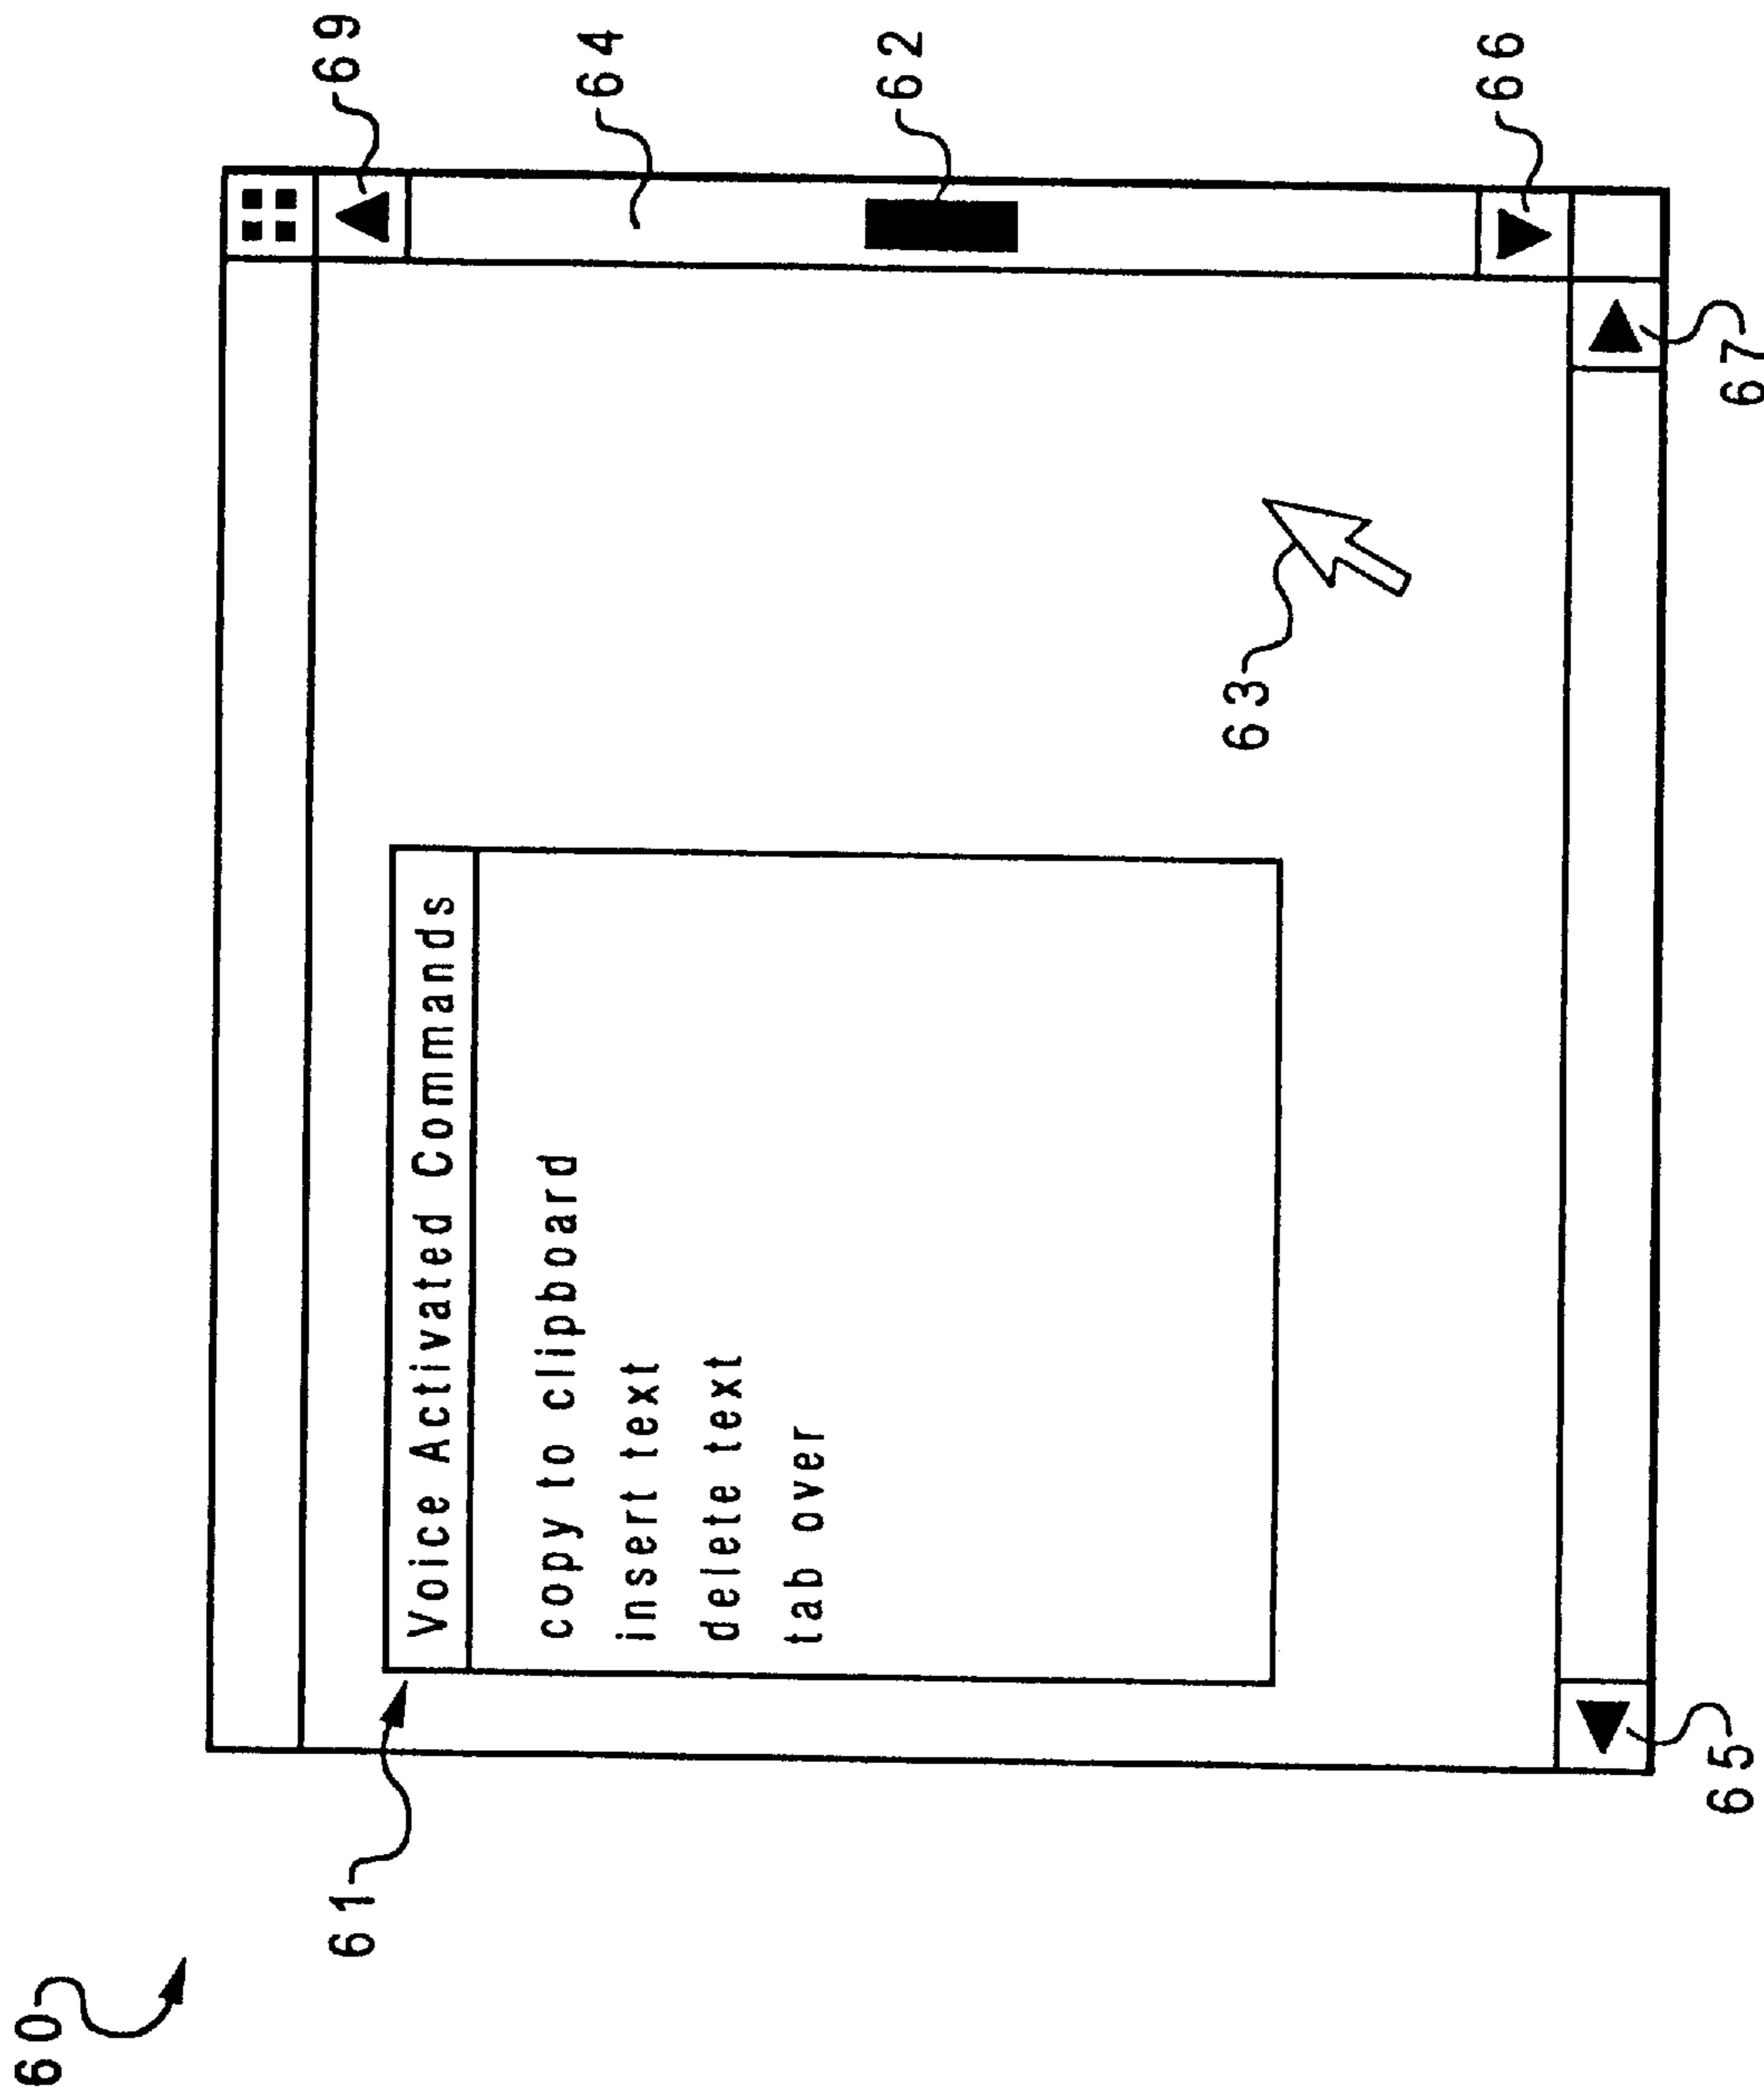 60
61
69
Voice Activated Commands
copy to clipboard
64
insert text
delete text
tab over
62
63
66
65
67